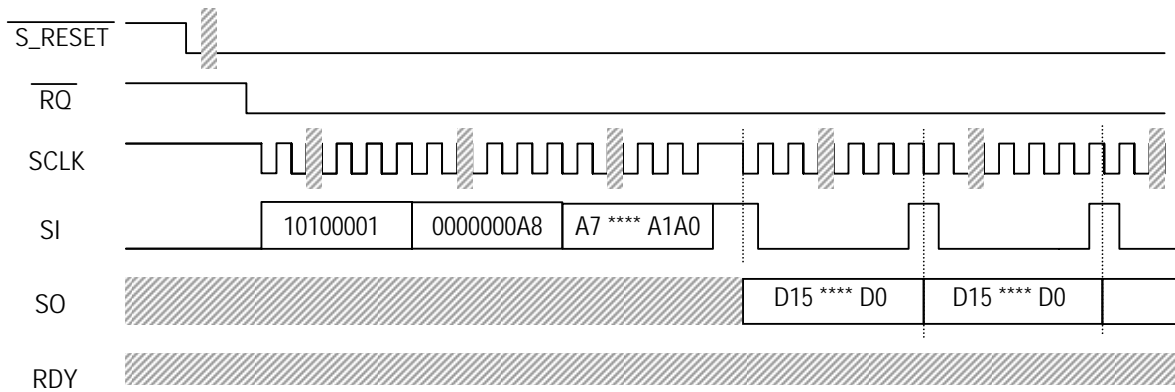 S_RESET
RQ
SCLK
SI 10100001 0000000A8 A7 **** A1A0
SO D15 **** D0 D15 **** D0
RDY